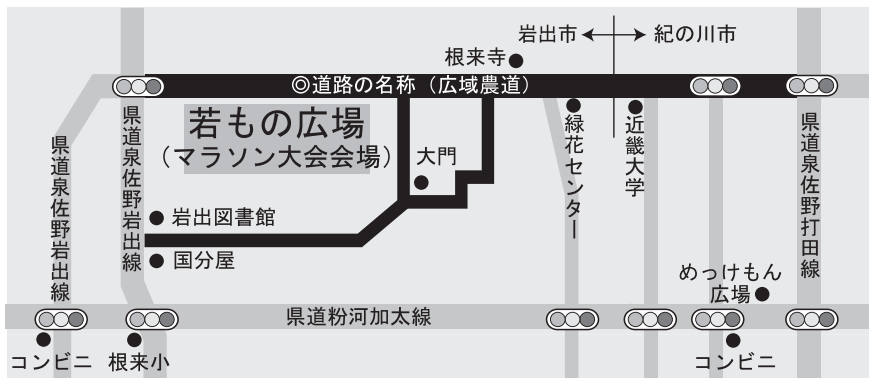 岩出市
紀の川市
根来寺
◎道路の名称（広域農道）
若もの広場
（マラソン大会会場）
大門
緑花センター
近畿大学
県道泉佐野岩出線
県道泉佐野岩出線
県道泉佐野打田線
岩出図書館
国分屋
めっけもん
広場
県道粉河加太線
コンビニ
根来小
コンビニ